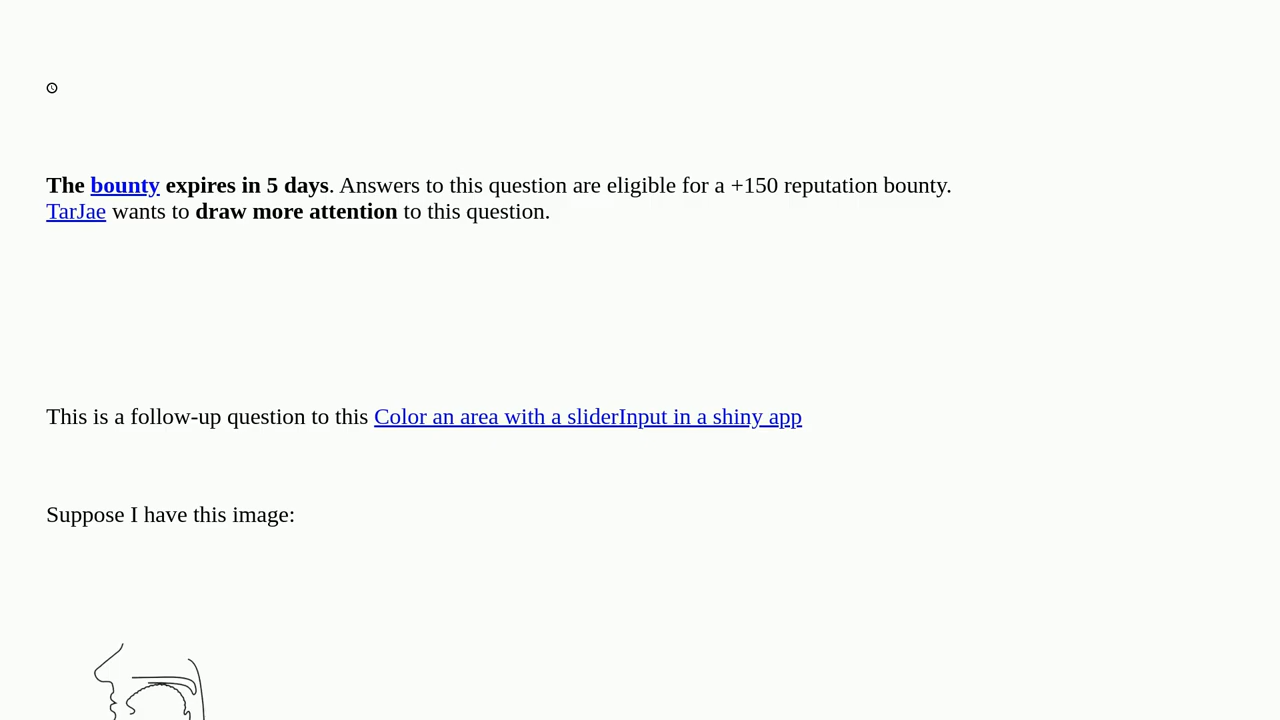 The bounty expires in 5 days. Answers to this question are eligible for a +150 reputation bounty.
TarJae wants to draw more attention to this question.
This is a follow-up question to this Color an area with a sliderInput in a shiny app
Suppose I have this image: